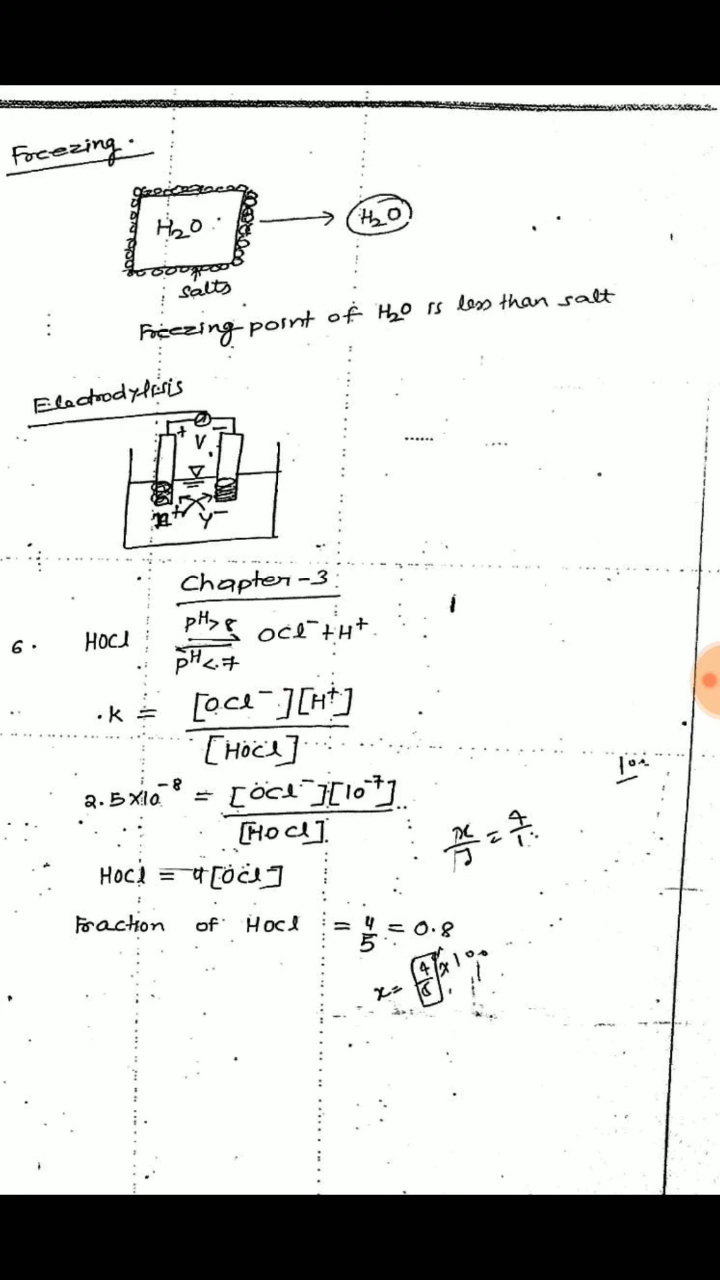 Freezing.
H₂O
H₂O
salts
Freezing point of H₂O is less than salt
Electrodylisis
+ V -
x⁺ y⁻
Chapter-3
6. HOCl pH>8 ⇌ pH<7 OCl⁻ + H⁺
.K = [OCl⁻][H⁺] / [HOCl]
2.5×10⁻⁸ = [OCl⁻][10⁻⁷] / [HOCl]
100
HOCl = 4[OCl⁻]
x/y = 4/1
Fraction of HOCl = 4/5 = 0.8